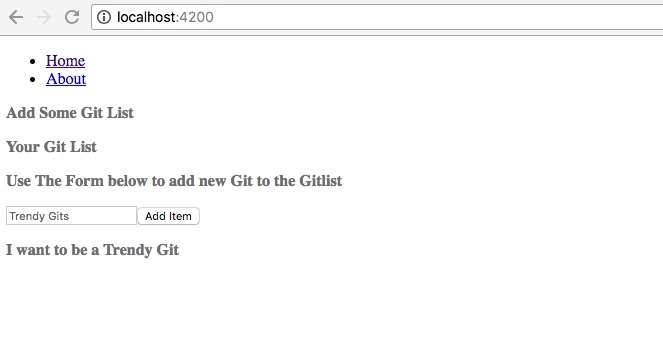 localhost:4200
Home
About
Add Some Git List
Your Git List
Use The Form below to add new Git to the Gitlist
Trendy Gits Add Item
I want to be a Trendy Git